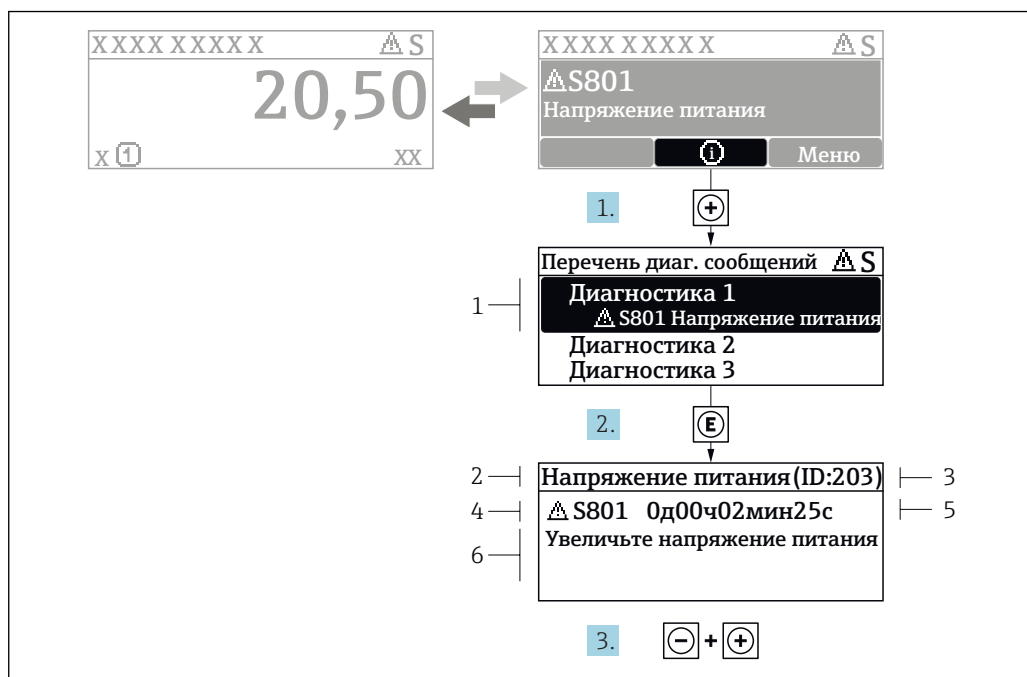 XXXX XXXXX ⚠ S
20,50
X ① XX
XXXX XXXXX ⚠ S
⚠ S801
Напряжение питания
ⓘ Меню
1. ⊕
Перечень диаг. сообщений ⚠ S
1
Диагностика 1
⚠ S801 Напряжение питания
Диагностика 2
Диагностика 3
2. Ⓔ
2 Напряжение питания (ID:203) 3
4 ⚠ S801 0д00ч02мин25с 5
6 Увеличьте напряжение питания
3. ⊖ + ⊕